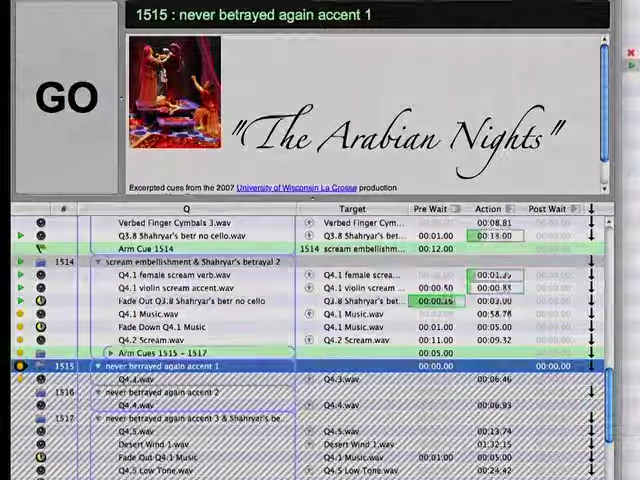 1515 : never betrayed again accent 1
GO
"The Arabian Nights"
Excerpted cues from the 2007 University of Wisconsin La Crosse production
# Q Target Pre Wait Action Post Wait
Verbed Finger Cymbals 3.wav Verbed Finger Cym... 00:08.81
Q3.8 Shahryar's betr no cello.wav Q3.8 Shahryar's bet... 00:01.00 00:13.00
Arm Cue 1514 1514 scream embellishm... 00:12.00
1514 scream embellishment & Shahryar's betrayal 2
Q4.1 female scream verb.wav Q4.1 female screa...
Q4.1 violin scream accent.wav Q4.1 violin scream ...
Fade Out Q3.8 Shahryar's betr no cello Q3.8 Shahryar's bet... 00:03.00
Q4.1 Music.wav Q4.1 Music.wav 00:58.78
Fade Down Q4.1 Music Q4.1 Music.wav 00:01.00 00:05.00
Q4.2 Scream.wav Q4.2 Scream.wav 00:11.00 00:09.32
Arm Cues 1515 - 1517 00:05.00
1515 never betrayed again accent 1 00:00.00 00:00.00
Q4.3.wav Q4.3.wav 00:06.46
1516 never betrayed again accent 2
Q4.4.wav Q4.4.wav 00:06.93
1517 never betrayed again accent 3 & Shahryar's be...
Q4.5.wav Q4.5.wav 00:13.74
Desert Wind 1.wav Desert Wind 1.wav 01:32.15
Fade Out Q4.1 Music Q4.1 Music.wav 00:01.00 00:05.00
Q4.5 Low Tone.wav Q4.5 Low Tone.wav 00:24.42